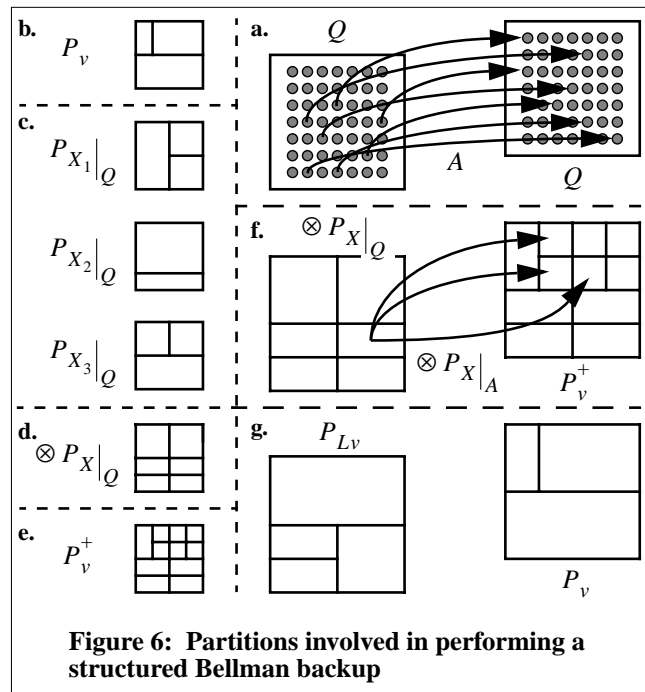 b.
P_v
c.
P_{X_1}|_Q
P_{X_2}|_Q
P_{X_3}|_Q
d.
⊗ P_X|_Q
e.
P_v^+
a.
Q
A
Q
f.
⊗ P_X|_Q
⊗ P_X|_A
P_v^+
g.
P_{Lv}
P_v
Figure 6: Partitions involved in performing a
structured Bellman backup